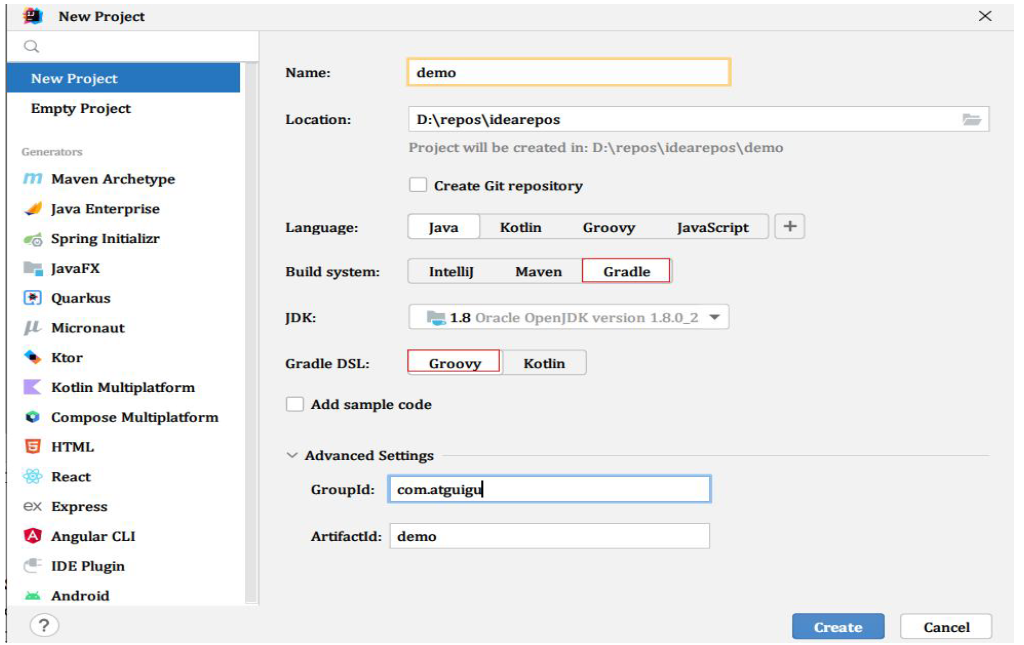 New Project
New Project
Empty Project
Generators
Maven Archetype
Java Enterprise
Spring Initializr
JavaFX
Quarkus
Micronaut
Ktor
Kotlin Multiplatform
Compose Multiplatform
HTML
React
ex Express
Angular CLI
IDE Plugin
Android
?
Name: demo
Location: D:\repos\idearepos
Project will be created in: D:\repos\idearepos\demo
Create Git repository
Language: Java Kotlin Groovy JavaScript +
Build system: IntelliJ Maven Gradle
JDK: 1.8 Oracle OpenJDK version 1.8.0_2
Gradle DSL: Groovy Kotlin
Add sample code
Advanced Settings
GroupId: com.atguigu
ArtifactId: demo
Create Cancel